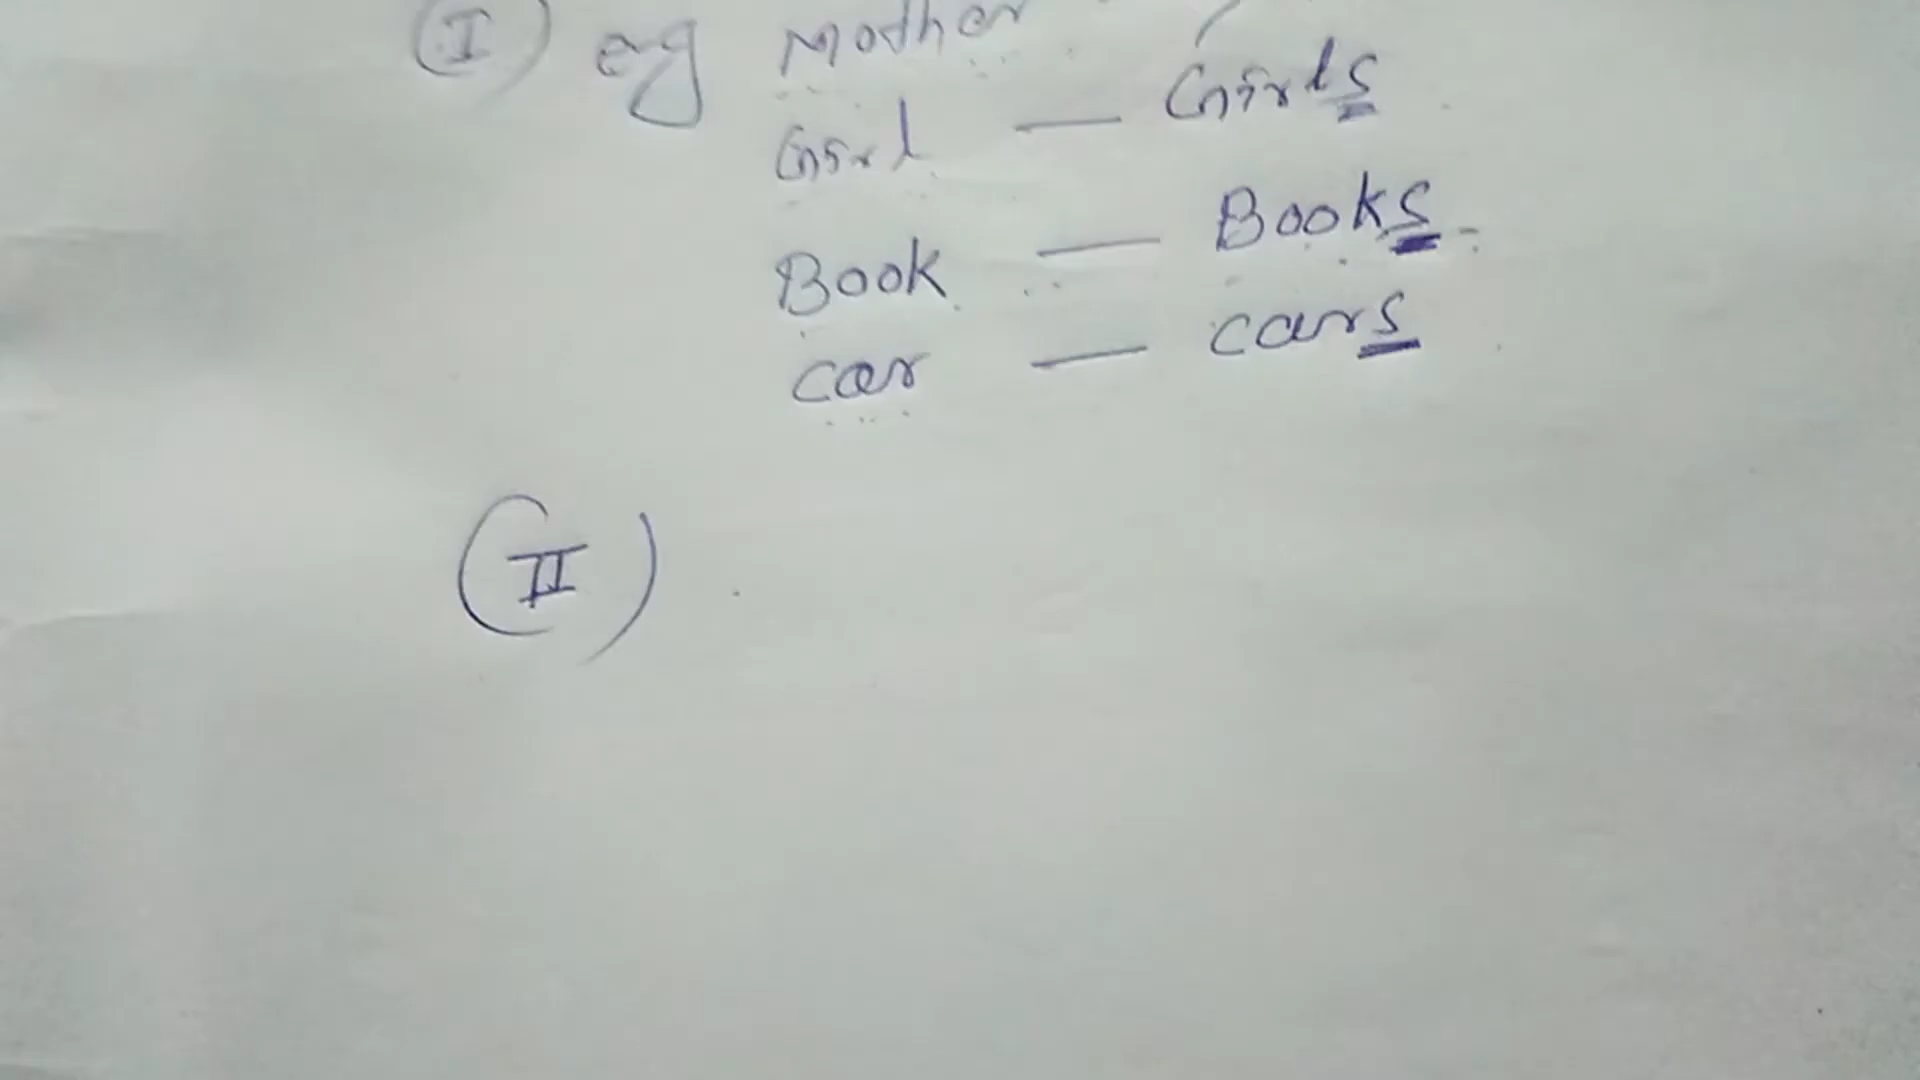 (I) eg Mother
Girl — Girls
Book — Books
car — cars
(II)